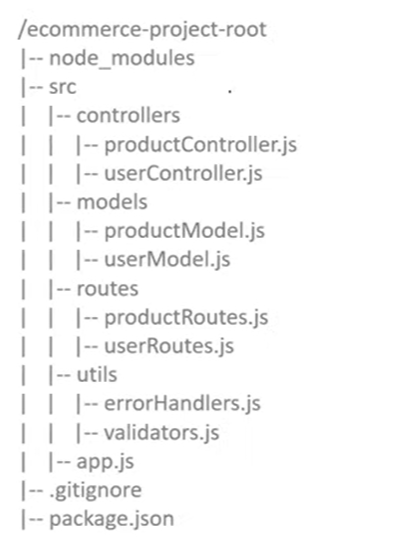 /ecommerce-project-root
|-- node_modules
|-- src
|   |-- controllers
|   |   |-- productController.js
|   |   |-- userController.js
|   |-- models
|   |   |-- productModel.js
|   |   |-- userModel.js
|   |-- routes
|   |   |-- productRoutes.js
|   |   |-- userRoutes.js
|   |-- utils
|   |   |-- errorHandlers.js
|   |   |-- validators.js
|   |-- app.js
|-- .gitignore
|-- package.json